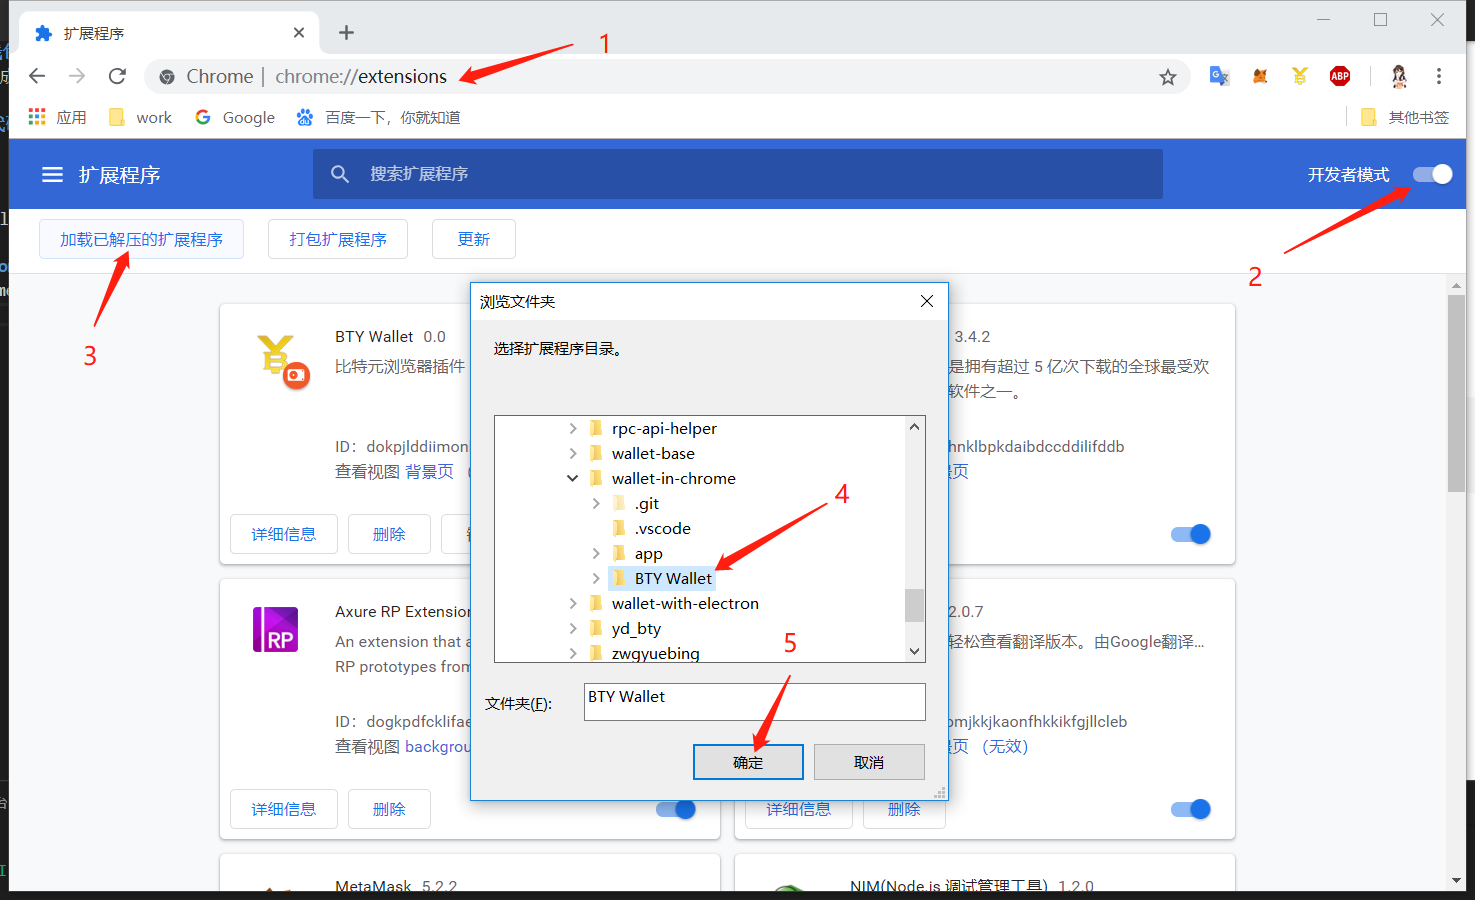 扩展程序
1
Chrome | chrome://extensions
ABP
应用 work Google 百度一下，你就知道 其他书签
扩展程序 搜索扩展程序 开发者模式
加载已解压的扩展程序 打包扩展程序 更新
2
3
浏览文件夹
选择扩展程序目录。
BTY Wallet 0.0
3.4.2
比特元浏览器插件
是拥有超过 5 亿次下载的全球最受欢
软件之一。
ID： dokpjlddiimon
hnklbpkdaibdccddilifddb
查看视图 背景页
页
详细信息 删除
rpc-api-helper
wallet-base
wallet-in-chrome
.git
4
.vscode
app
BTY Wallet
wallet-with-electron
yd_bty
5
zwgyuebing
文件夹(F): BTY Wallet
确定 取消
RP
Axure RP Extension
2.0.7
An extension that a
轻松查看翻译版本。由Google翻译...
RP prototypes from
ID： dogkpdfcklifae
omjkkjkaonfhkkikfgjllcleb
查看视图 backgrou
页 （无效）
详细信息 删除
详细信息 删除
MetaMask 5.2.2
NIM(Node.js 调试管理工具) 1.2.0